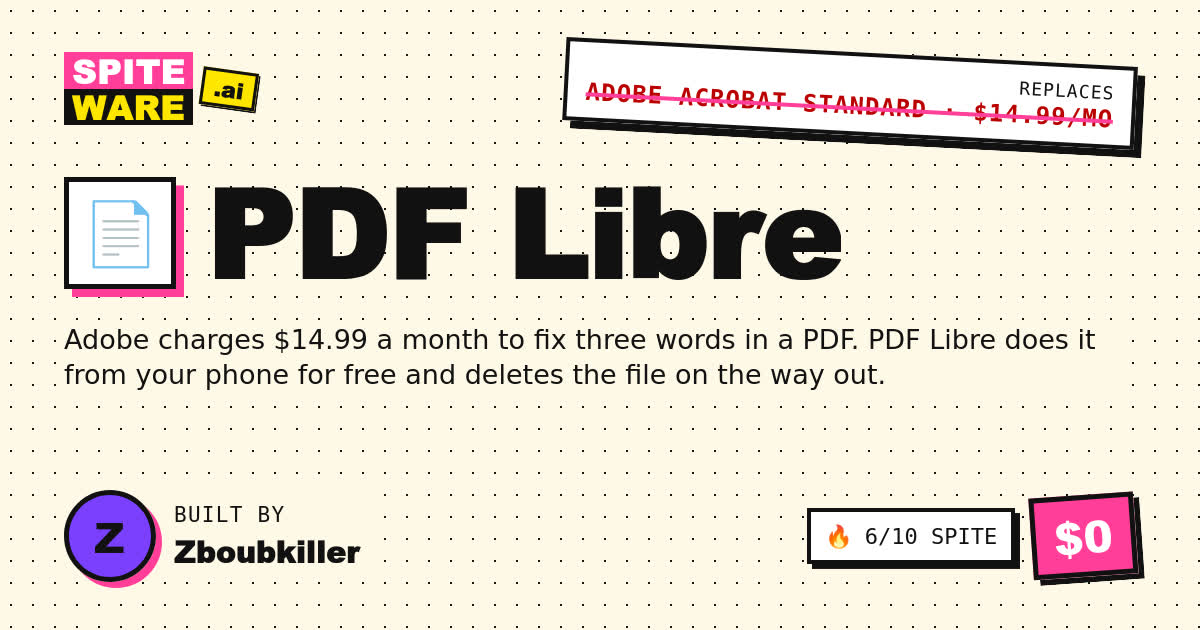 SPITE
WARE
.ai
REPLACES
ADOBE ACROBAT STANDARD · $14.99/MO
PDF Libre
Adobe charges $14.99 a month to fix three words in a PDF. PDF Libre does it
from your phone for free and deletes the file on the way out.
Z
BUILT BY
Zboubkiller
🔥 6/10 SPITE
$0